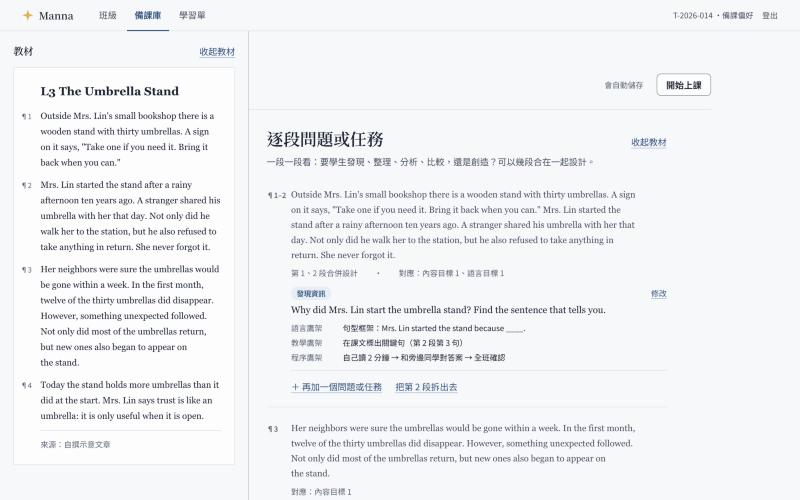 Manna
班級
備課庫
學習單
T-2026-014 ・備課偏好
登出
教材
收起教材
L3 The Umbrella Stand
¶1 Outside Mrs. Lin's small bookshop there is a
wooden stand with thirty umbrellas. A sign
on it says, "Take one if you need it. Bring it
back when you can."
¶2 Mrs. Lin started the stand after a rainy
afternoon ten years ago. A stranger shared his
umbrella with her that day. Not only did he
walk her to the station, but he also refused to
take anything in return. She never forgot it.
¶3 Her neighbors were sure the umbrellas would
be gone within a week. In the first month,
twelve of the thirty umbrellas did disappear.
However, something unexpected followed.
Not only did most of the umbrellas return,
but new ones also began to appear on
the stand.
¶4 Today the stand holds more umbrellas than it
did at the start. Mrs. Lin says trust is like an
umbrella: it is only useful when it is open.
來源：自撰示意文章
會自動儲存
開始上課
逐段問題或任務
收起教材
一段一段看：要學生發現、整理、分析、比較，還是創造？可以幾段合在一起設計。
¶1–2 Outside Mrs. Lin's small bookshop there is a wooden stand with thirty umbrellas. A sign
on it says, "Take one if you need it. Bring it back when you can." Mrs. Lin started the
stand after a rainy afternoon ten years ago. A stranger shared his umbrella with her that
day. Not only did he walk her to the station, but he also refused to take anything in
return. She never forgot it.
第 1、2 段合併設計 ・ 對應：內容目標 1、語言目標 1
發現資訊
修改
Why did Mrs. Lin start the umbrella stand? Find the sentence that tells you.
語言鷹架 句型框架：Mrs. Lin started the stand because ____.
教學鷹架 在課文標出關鍵句（第 2 段第 3 句）
程序鷹架 自己讀 2 分鐘 → 和旁邊同學對答案 → 全班確認
＋ 再加一個問題或任務 把第 2 段拆出去
¶3 Her neighbors were sure the umbrellas would be gone within a week. In the first month,
twelve of the thirty umbrellas did disappear. However, something unexpected followed.
Not only did most of the umbrellas return, but new ones also began to appear on
the stand.
對應：內容目標 1